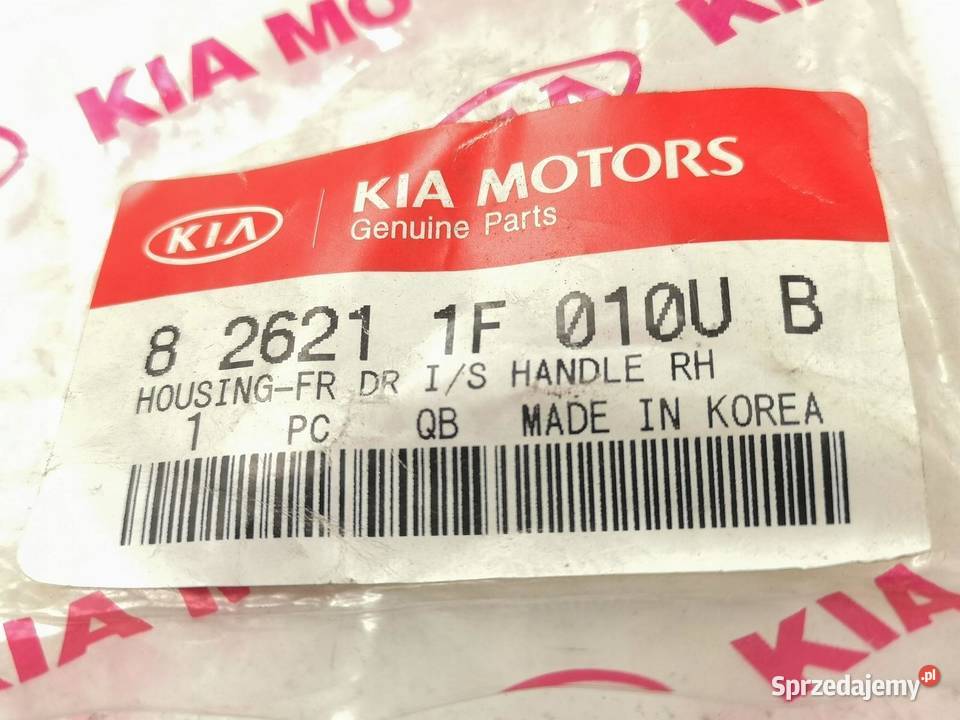 KIA MO
KIA
KIA MOTORS
Genuine Parts
KIA
8 2621 1F 010U B
HOUSING-FR DR I/S HANDLE RH
1 PC QB MADE IN KOREA
KIA
Sprzedajemy.pl